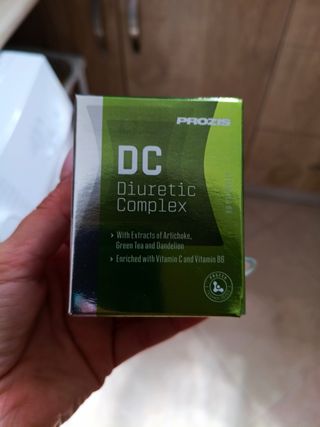 PROZIS
DC
Diuretic
Complex
› With Extracts of Artichoke,
Green Tea and Dandelion
› Enriched with Vitamin C and Vitamin B6